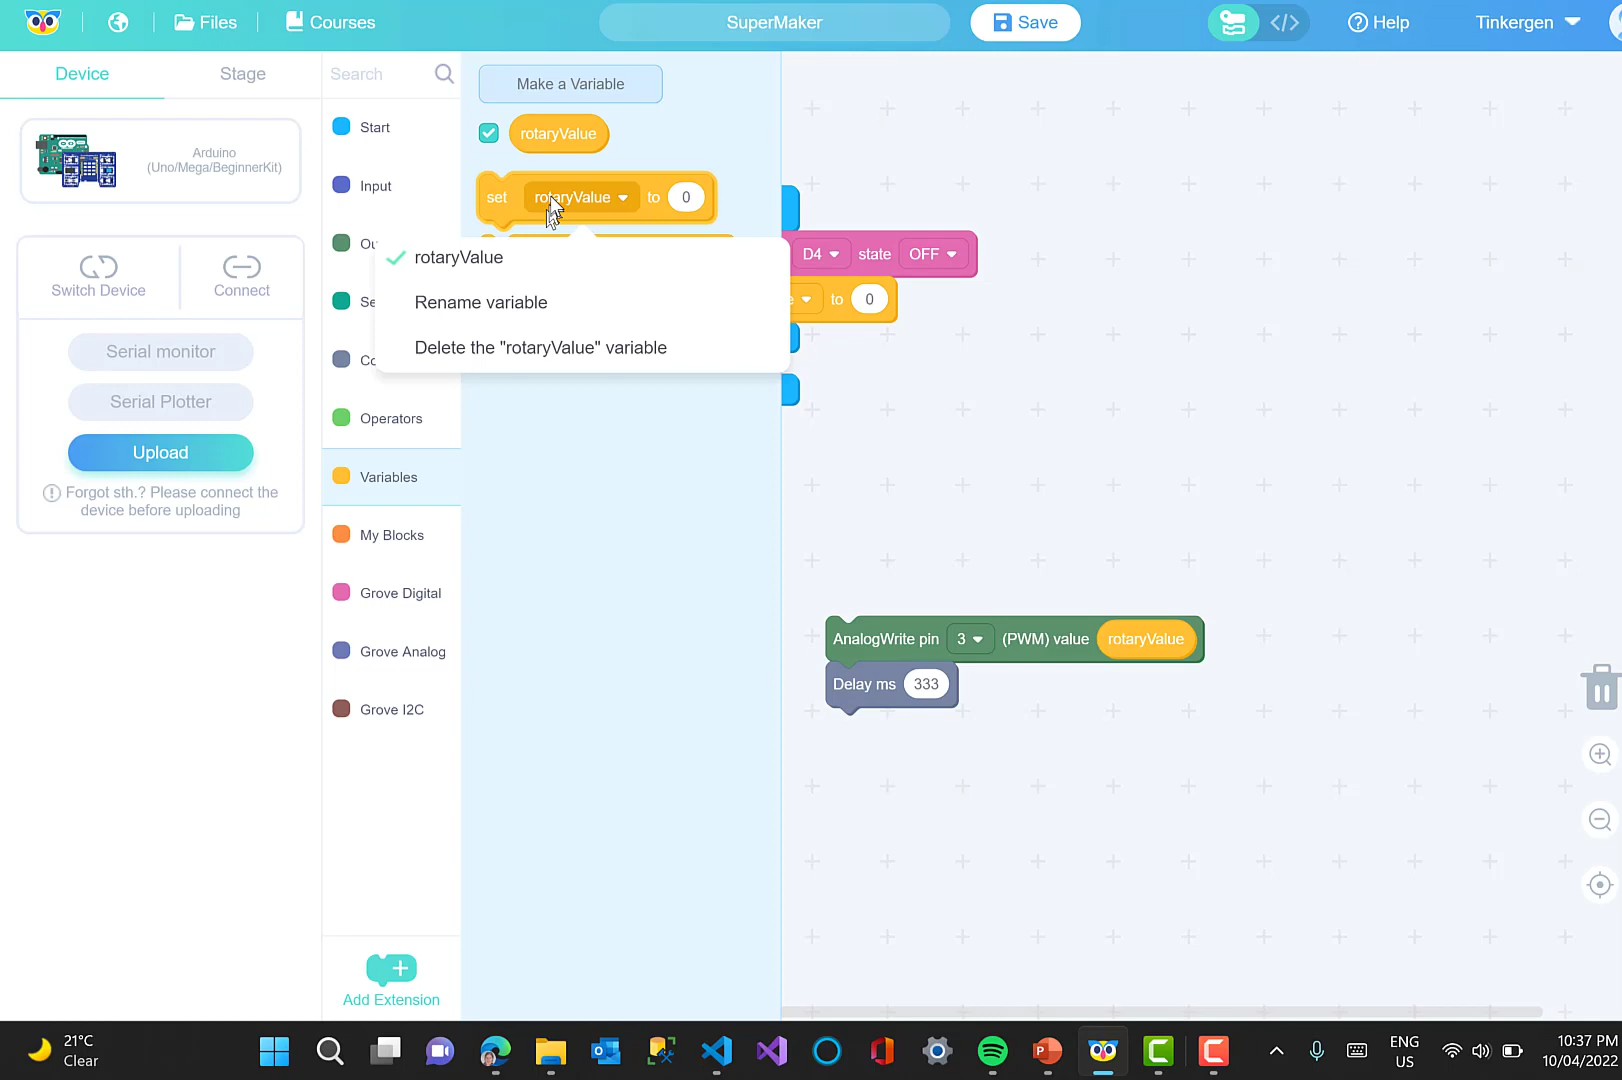 Files
Courses
SuperMaker
Save
Help
Tinkergen
Device
Stage
Search
Arduino
(Uno/Mega/BeginnerKit)
Switch Device
Connect
Serial monitor
Serial Plotter
Upload
Forgot sth.? Please connect the
device before uploading
Start
Input
Ou
Se
Co
Operators
Variables
My Blocks
Grove Digital
Grove Analog
Grove I2C
Add Extension
Make a Variable
rotaryValue
set rotaryValue to 0
rotaryValue
Rename variable
Delete the "rotaryValue" variable
D4 state OFF
e to 0
AnalogWrite pin 3 (PWM) value rotaryValue
Delay ms 333
21°C
Clear
ENG
US
10:37 PM
10/04/2022